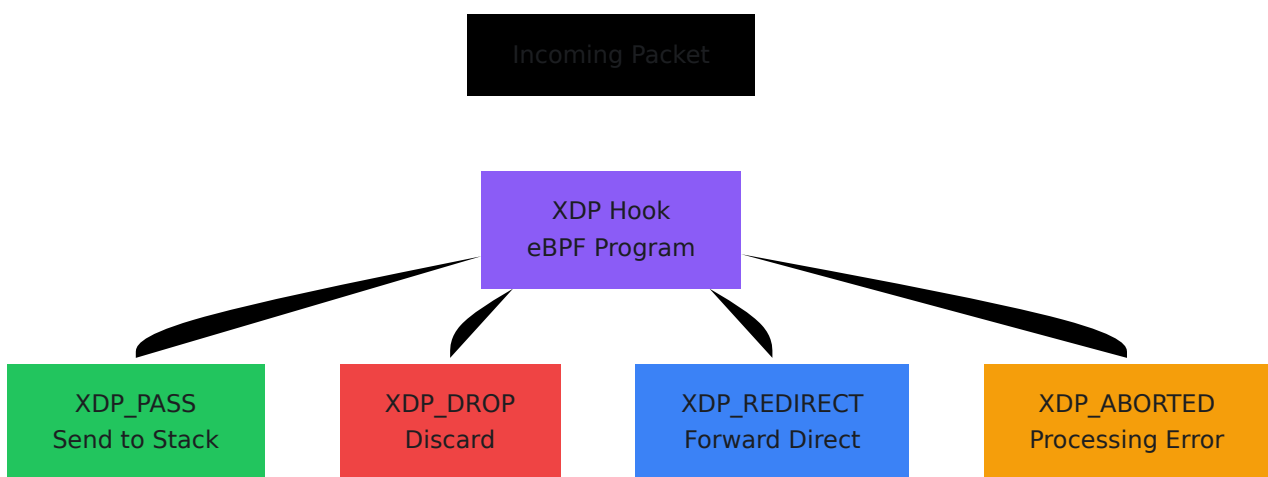 Incoming Packet
XDP Hook
eBPF Program
XDP_PASS
Send to Stack
XDP_DROP
Discard
XDP_REDIRECT
Forward Direct
XDP_ABORTED
Processing Error